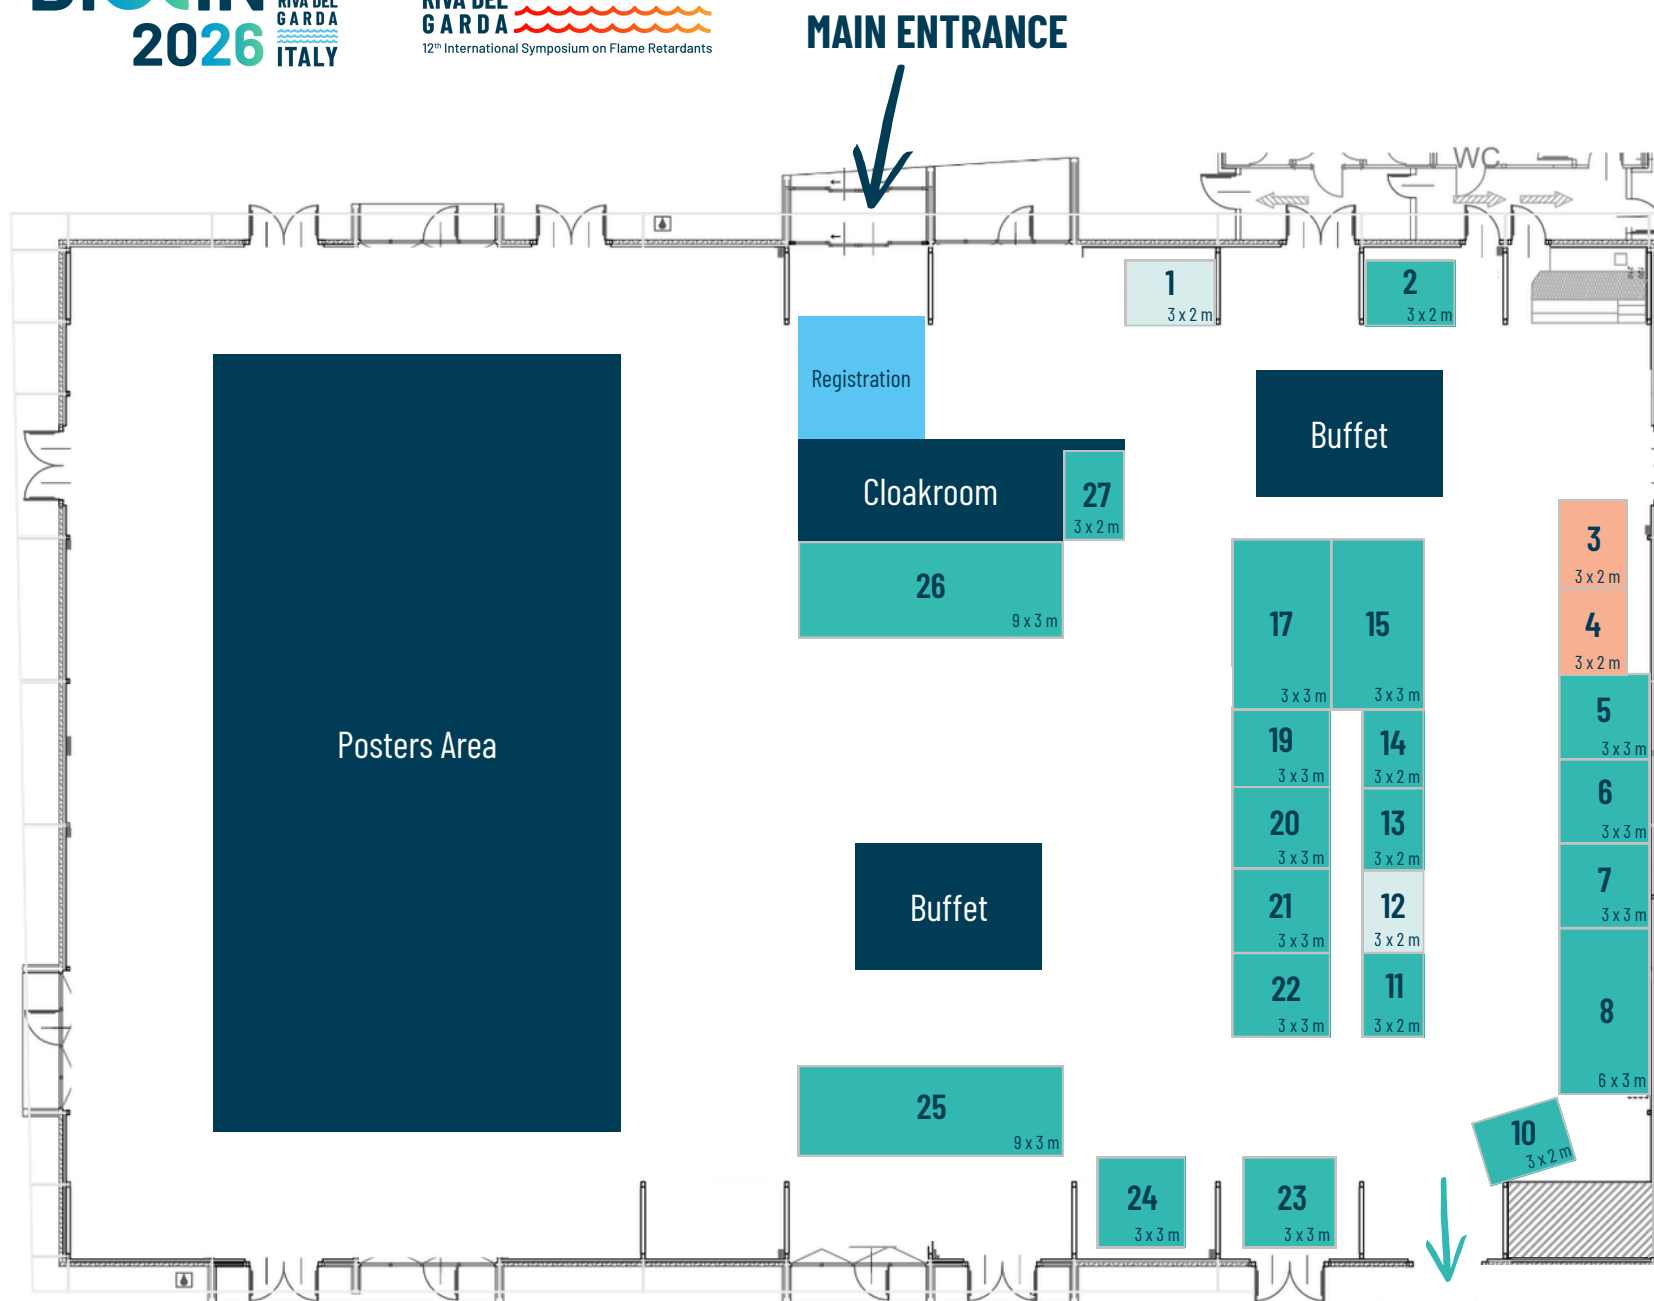 2026
RIVA DEL
GARDA
ITALY
RIVA DEL
GARDA
12th International Symposium on Flame Retardants
MAIN ENTRANCE
WC
1
3 x 2 m
2
3 x 2 m
Registration
Buffet
Cloakroom
27
3 x 2 m
26
9 x 3 m
3
3 x 2 m
4
3 x 2 m
17
3 x 3 m
15
3 x 3 m
5
3 x 3 m
Posters Area
19
3 x 3 m
14
3 x 2 m
6
3 x 3 m
20
3 x 3 m
13
3 x 2 m
7
3 x 3 m
Buffet
21
3 x 3 m
12
3 x 2 m
22
3 x 3 m
11
3 x 2 m
8
6 x 3 m
25
9 x 3 m
10
3 x 2 m
24
3 x 3 m
23
3 x 3 m